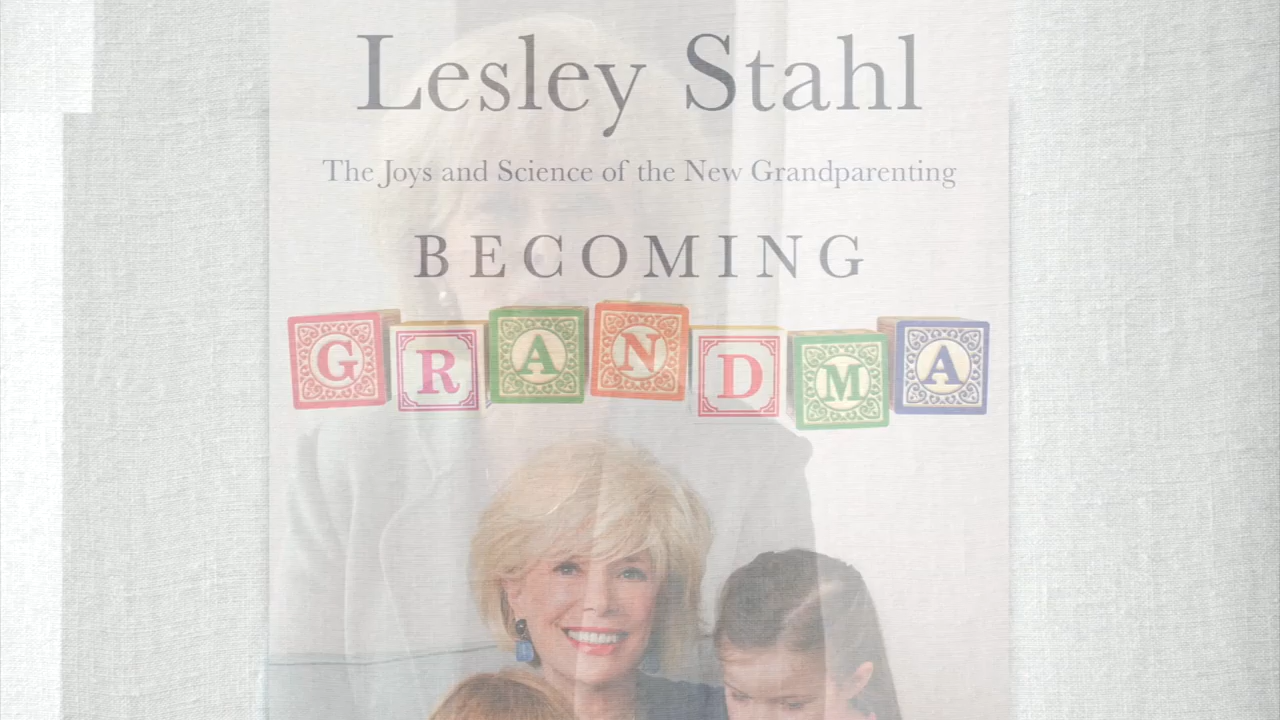 Lesley Stahl
The Joys and Science of the New Grandparenting
BECOMING
GRANDMA